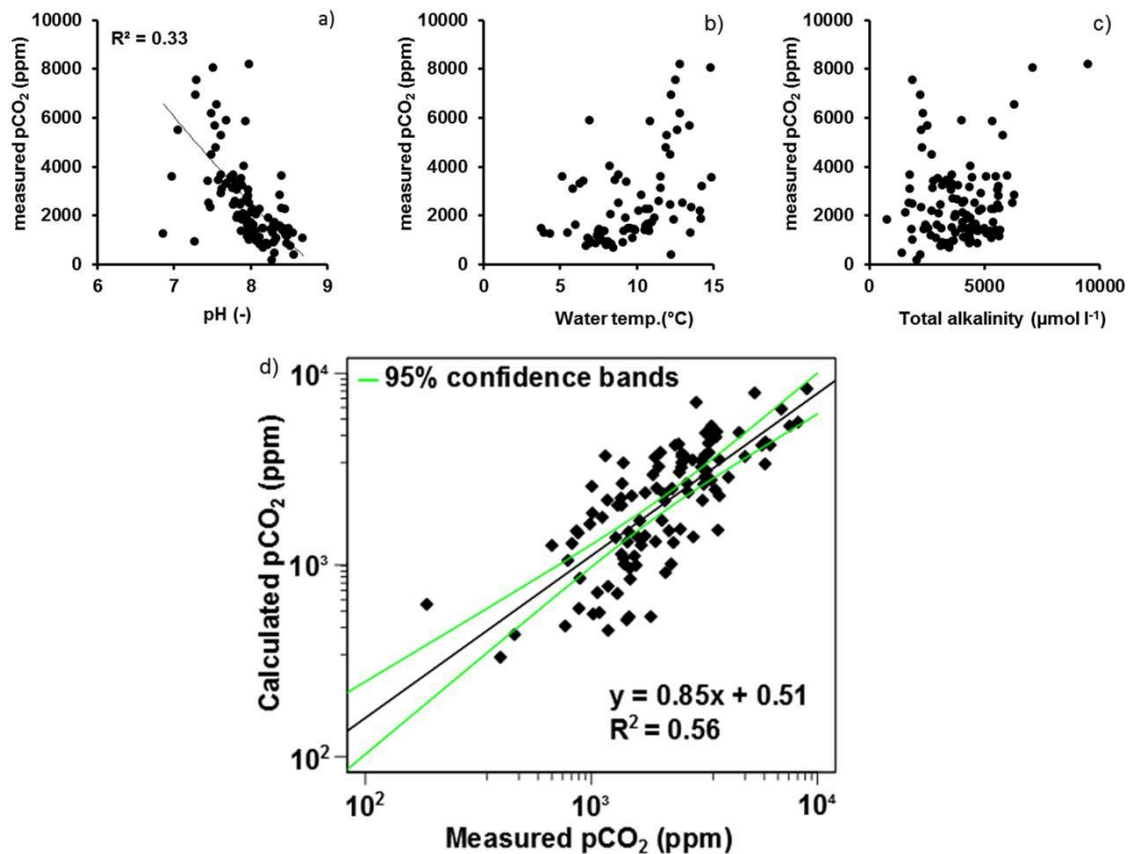 a)
R² = 0.33
measured pCO₂ (ppm)
10000
8000
6000
4000
2000
0
6 7 8 9
pH (-)
b)
measured pCO₂ (ppm)
10000
8000
6000
4000
2000
0
0 5 10 15
Water temp.(°C)
c)
measured pCO₂ (ppm)
10000
8000
6000
4000
2000
0
0 5000 10000
Total alkalinity (µmol l⁻¹)
d)
95% confidence bands
Calculated pCO₂ (ppm)
10⁴
10³
10²
y = 0.85x + 0.51
R² = 0.56
10² 10³ 10⁴
Measured pCO₂ (ppm)